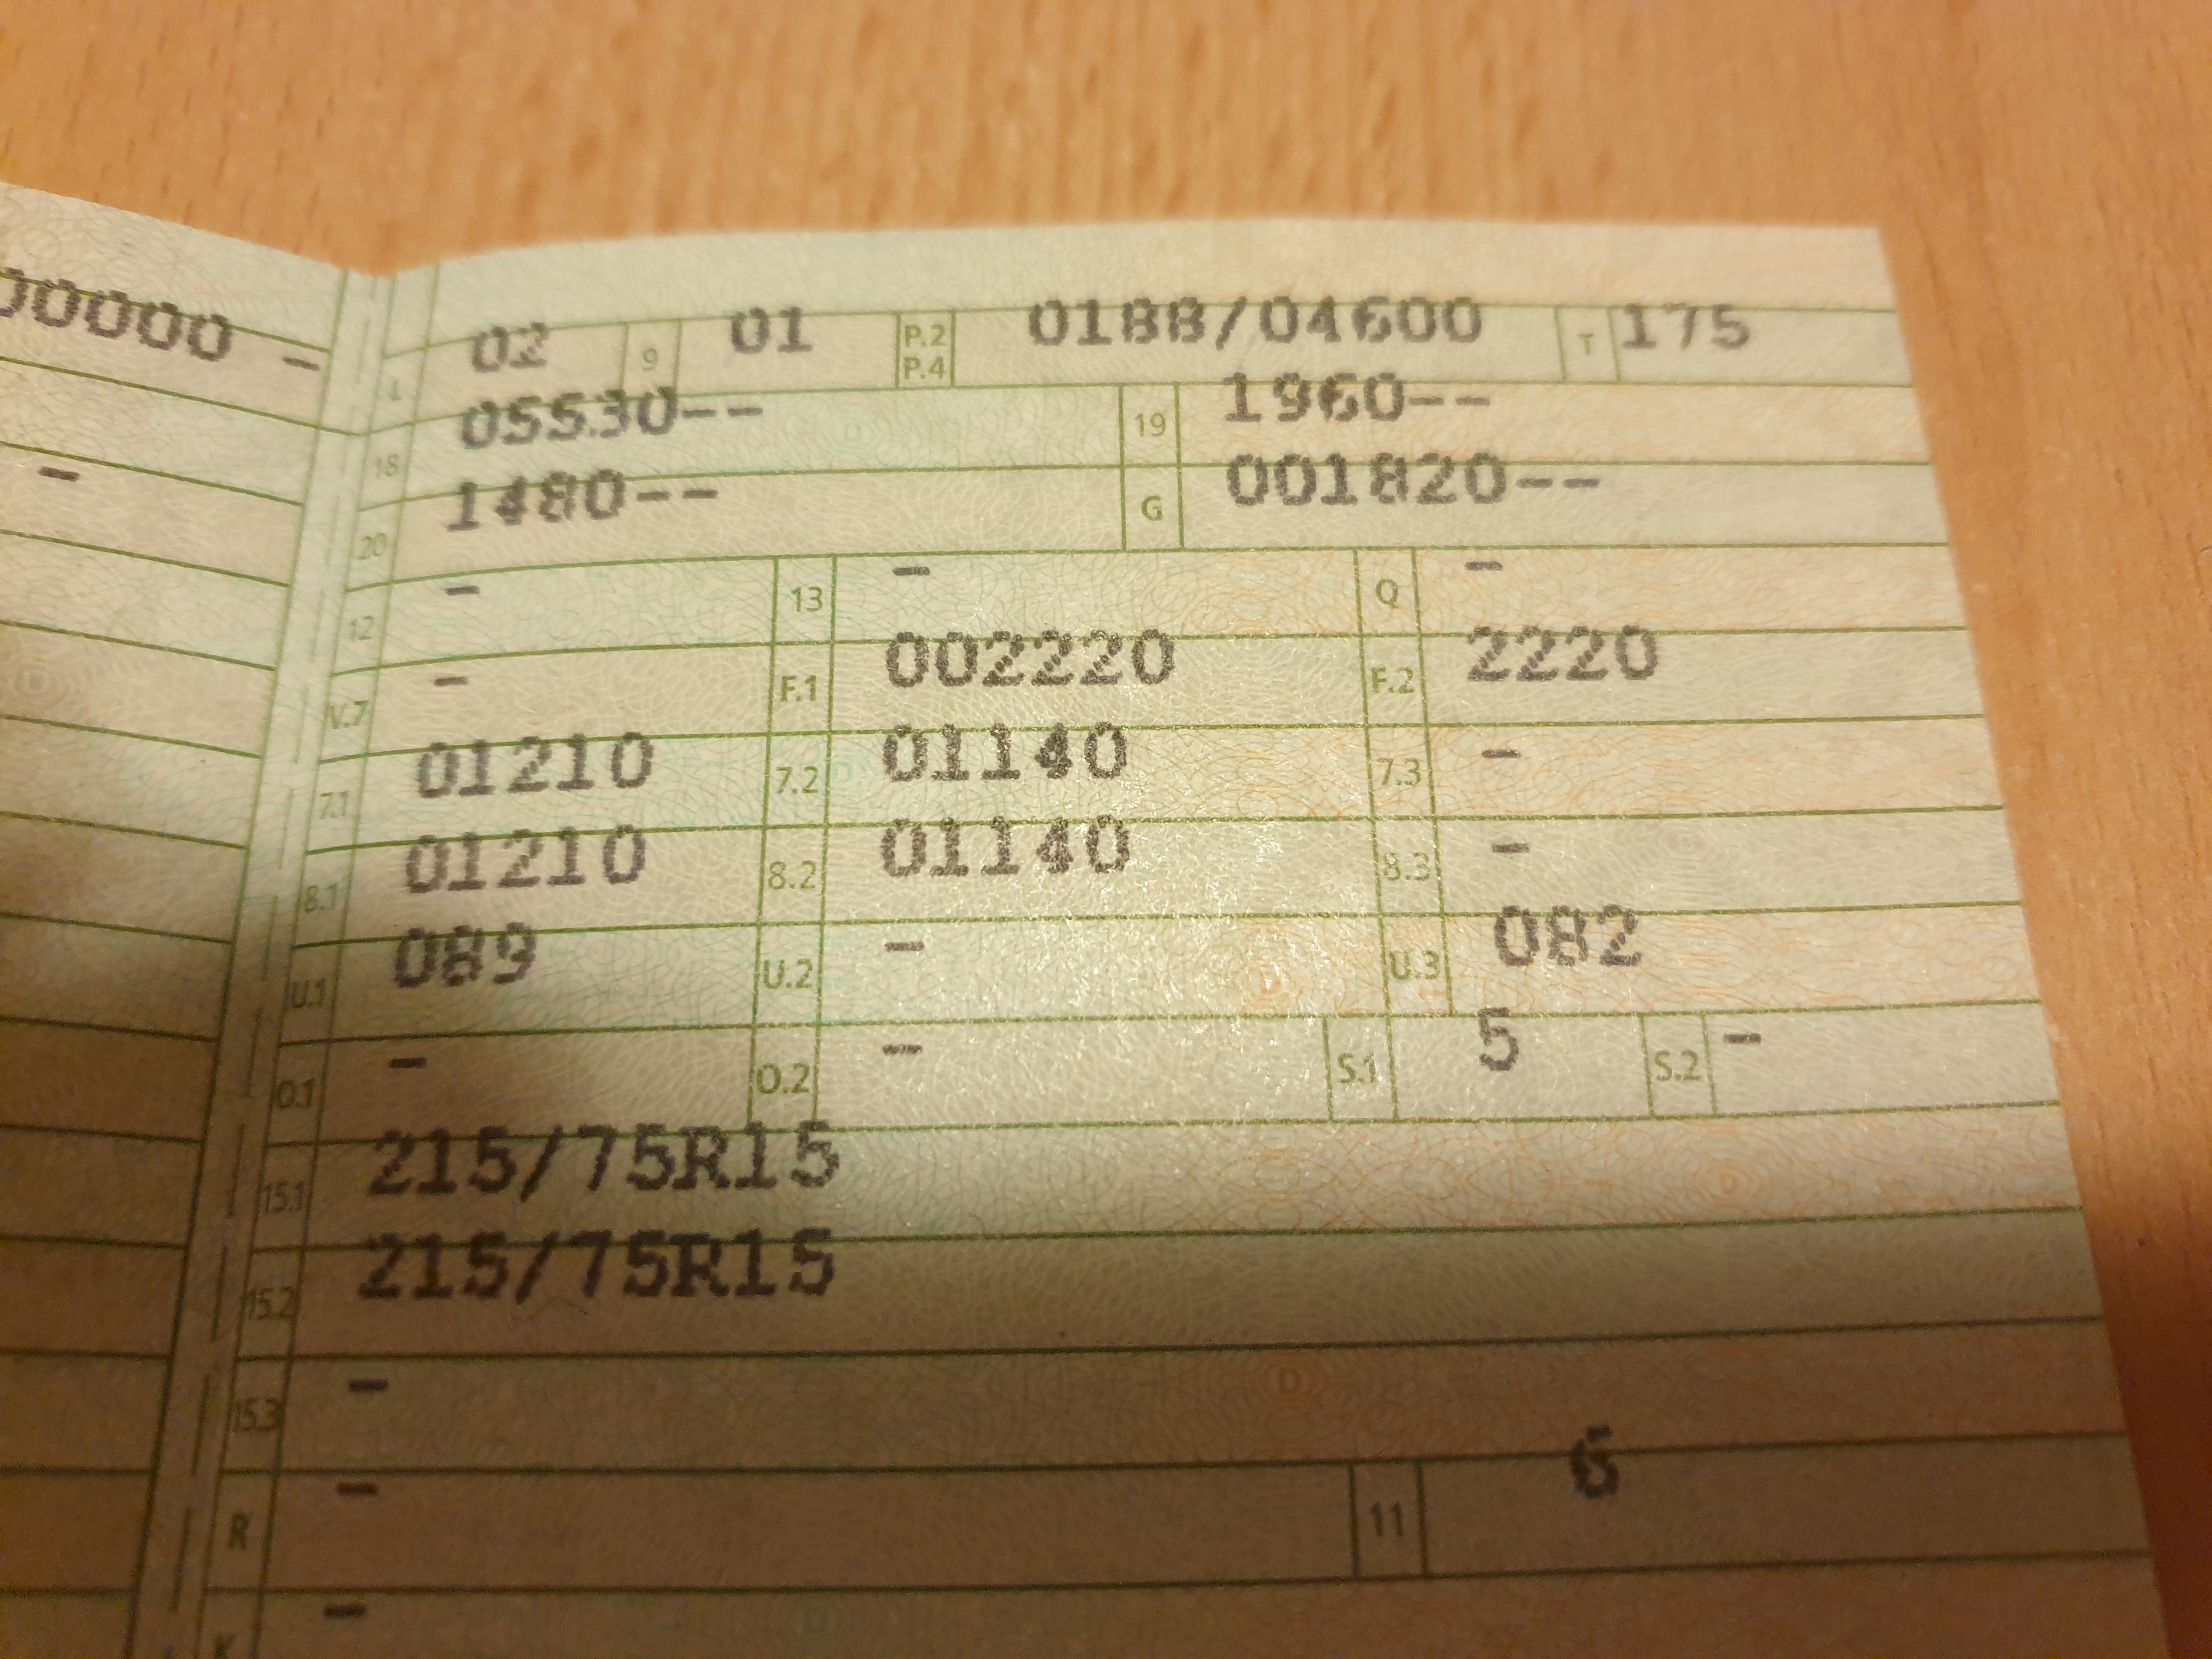 00000 -
L 02 9 01 P.2 P.4 0188/04600 T 175
18 05530-- 19 1960--
-
20 1480-- G 001820--
12 - 13 - Q -
V.7 - F.1 002220 F.2 2220
7.1 01210 7.2 01140 7.3 -
8.1 01210 8.2 01140 8.3 -
U.1 089 U.2 - U.3 082
O.1 - O.2 - S.1 5 S.2 -
15.1 215/75R15
15.2 215/75R15
15.3 -
R - 11 6
K -